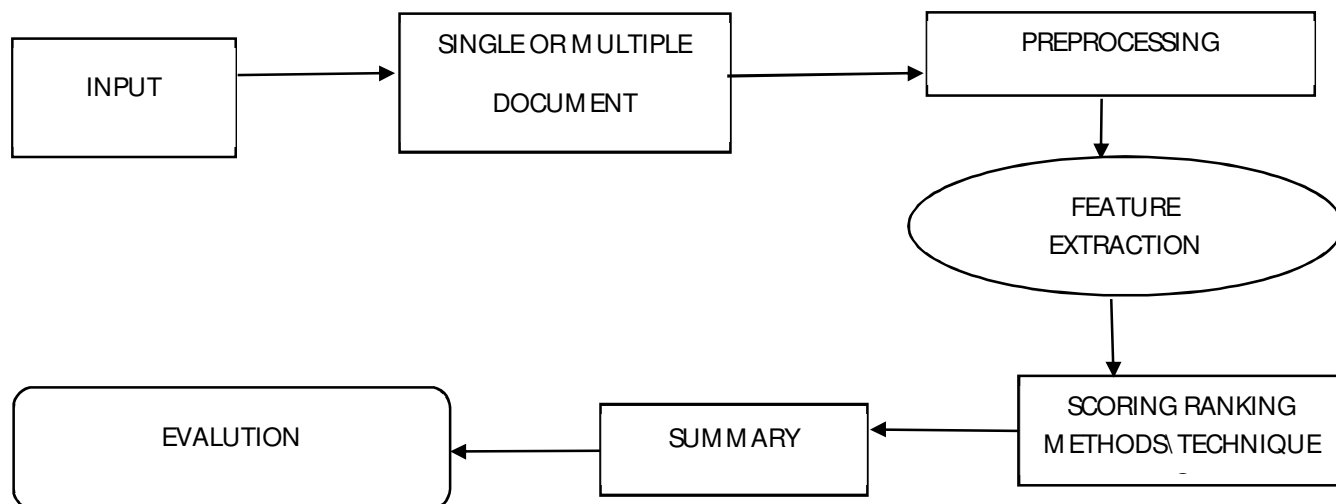 INPUT
SINGLE OR MULTIPLE
DOCUMENT
PREPROCESSING
FEATURE
EXTRACTION
SCORING RANKING
METHODS\TECHNIQUE
SUMMARY
EVALUTION